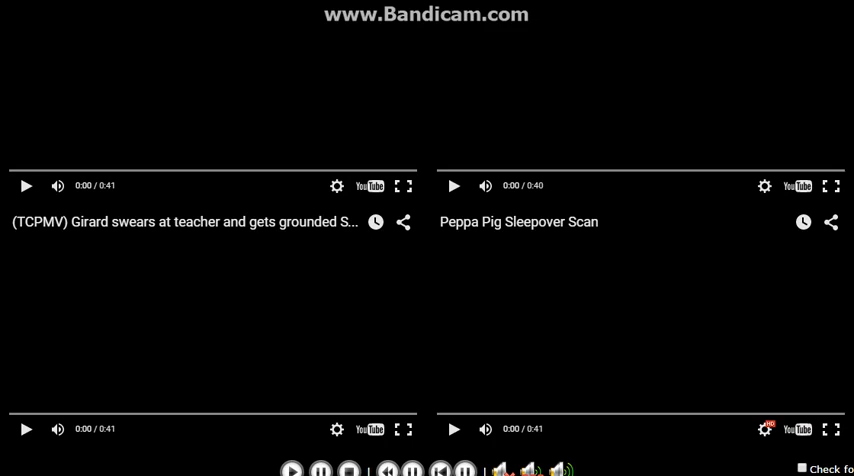 www.Bandicam.com
0:00 / 0:41
YouTube
0:00 / 0:40
YouTube
(TCPMV) Girard swears at teacher and gets grounded S...
Peppa Pig Sleepover Scan
0:00 / 0:41
YouTube
0:00 / 0:41
HD
YouTube
Check fo